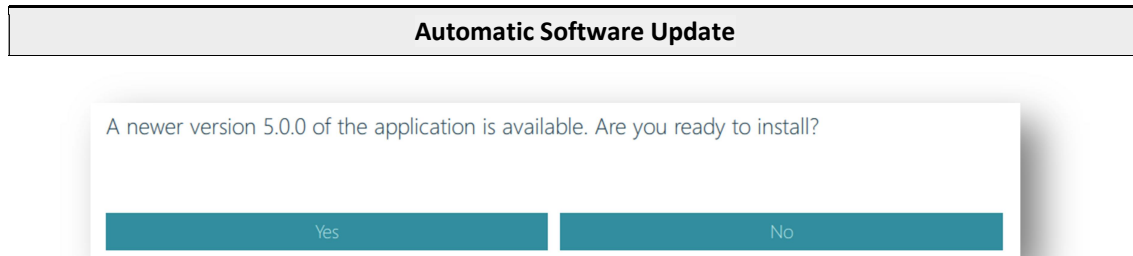 Automatic Software Update
A newer version 5.0.0 of the application is available. Are you ready to install?
Yes
No